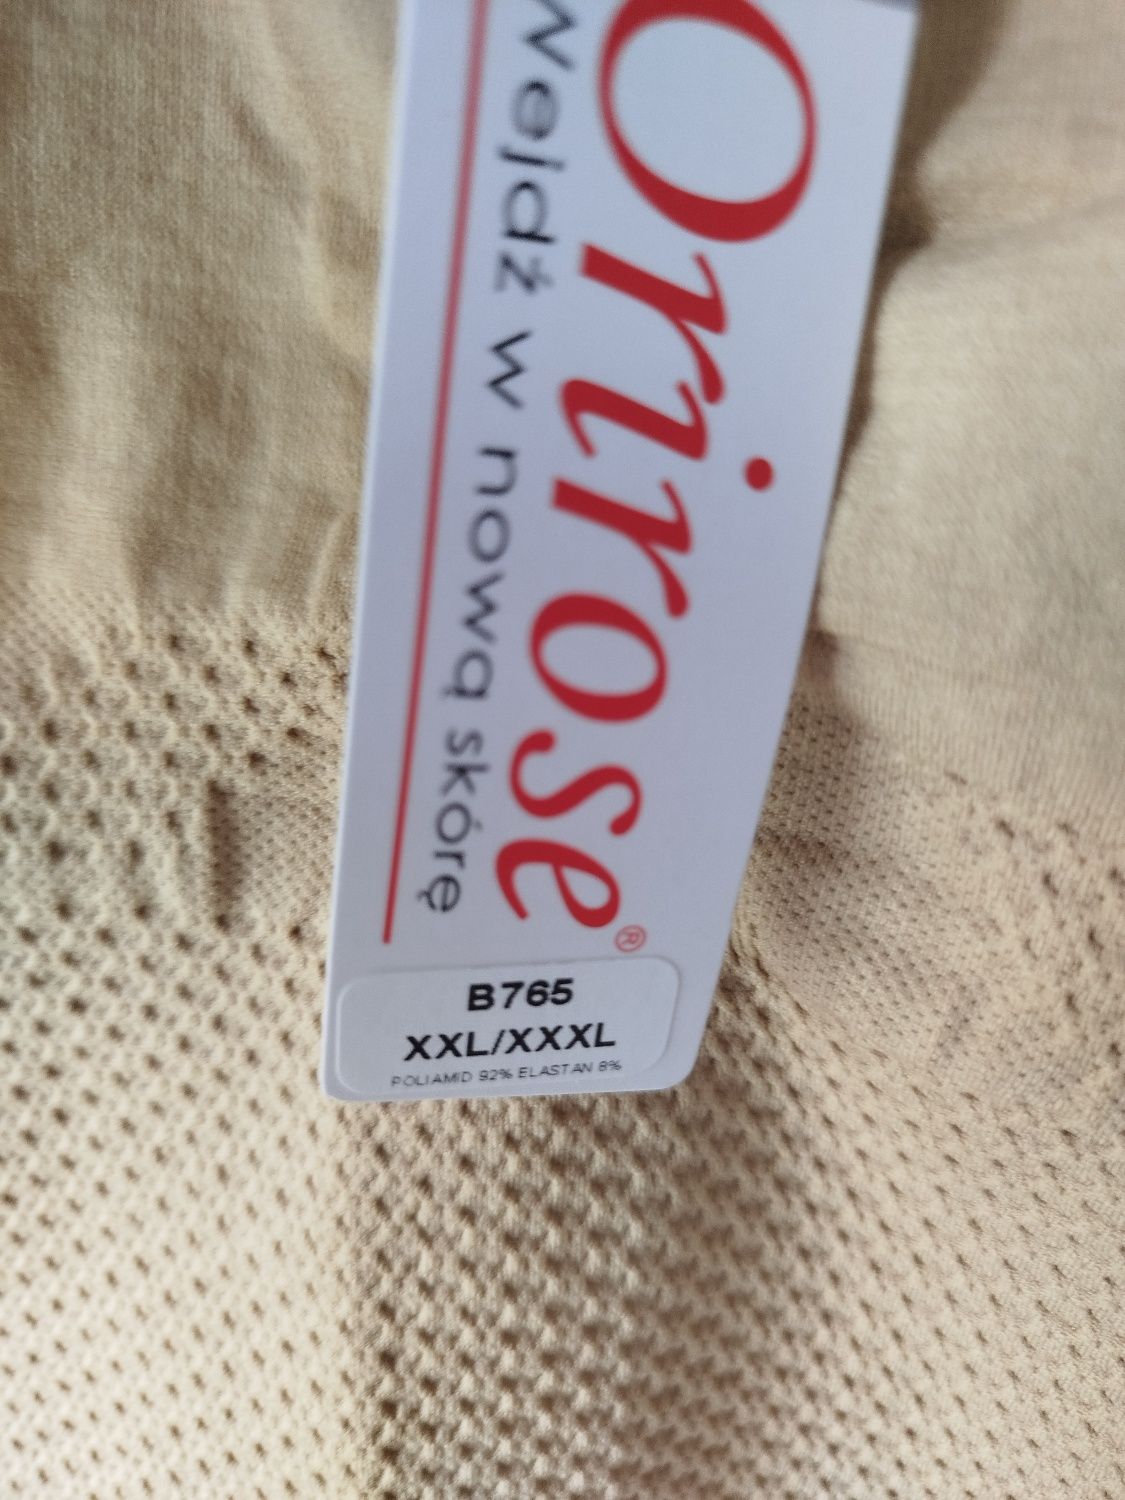 Orirose®
Wejdź w nową skórę
B765
XXL/XXXL
POLIAMID 92% ELASTAN 8%